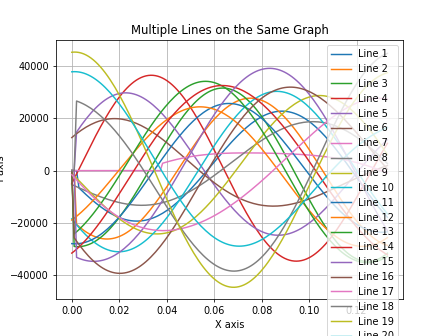 Multiple Lines on the Same Graph
40000
20000
0
−20000
−40000
0.00
0.02
0.04
0.06
0.08
0.10
X axis
Line 1
Line 2
Line 3
Line 4
Line 5
Line 6
Line 7
Line 8
Line 9
Line 10
Line 11
Line 12
Line 13
Line 14
Line 15
Line 16
Line 17
Line 18
Line 19
Line 20